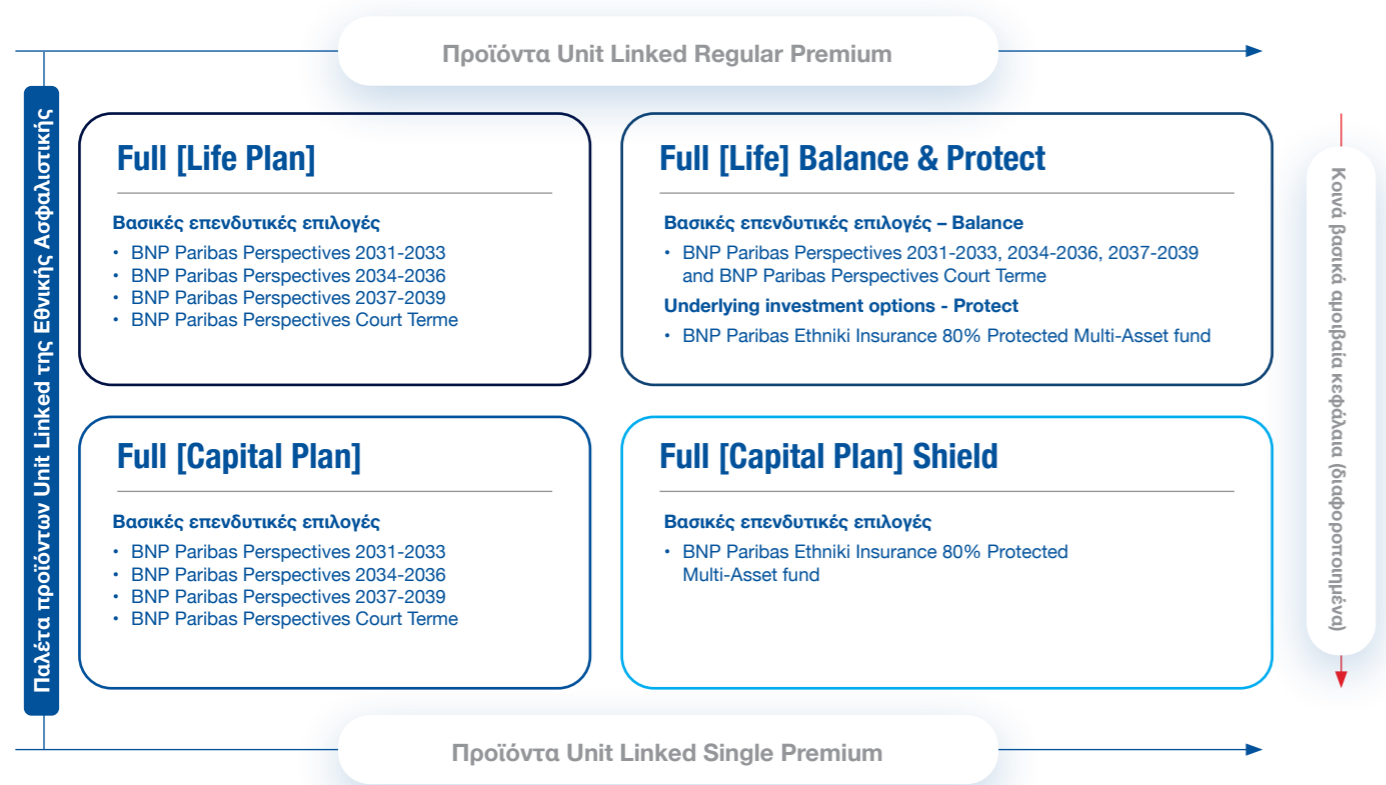 Προϊόντα Unit Linked Regular Premium
Παλέτα προϊόντων Unit Linked της Εθνικής Ασφαλιστικής
Full [Life Plan]
Βασικές επενδυτικές επιλογές
• BNP Paribas Perspectives 2031-2033
• BNP Paribas Perspectives 2034-2036
• BNP Paribas Perspectives 2037-2039
• BNP Paribas Perspectives Court Terme
Full [Life] Balance & Protect
Βασικές επενδυτικές επιλογές – Balance
• BNP Paribas Perspectives 2031-2033, 2034-2036, 2037-2039
and BNP Paribas Perspectives Court Terme
Underlying investment options - Protect
• BNP Paribas Ethniki Insurance 80% Protected Multi-Asset fund
Full [Capital Plan]
Βασικές επενδυτικές επιλογές
• BNP Paribas Perspectives 2031-2033
• BNP Paribas Perspectives 2034-2036
• BNP Paribas Perspectives 2037-2039
• BNP Paribas Perspectives Court Terme
Full [Capital Plan] Shield
Βασικές επενδυτικές επιλογές
• BNP Paribas Ethniki Insurance 80% Protected
Multi-Asset fund
Κοινά βασικά αμοιβαία κεφάλαια (διαφοροποιημένα)
Προϊόντα Unit Linked Single Premium